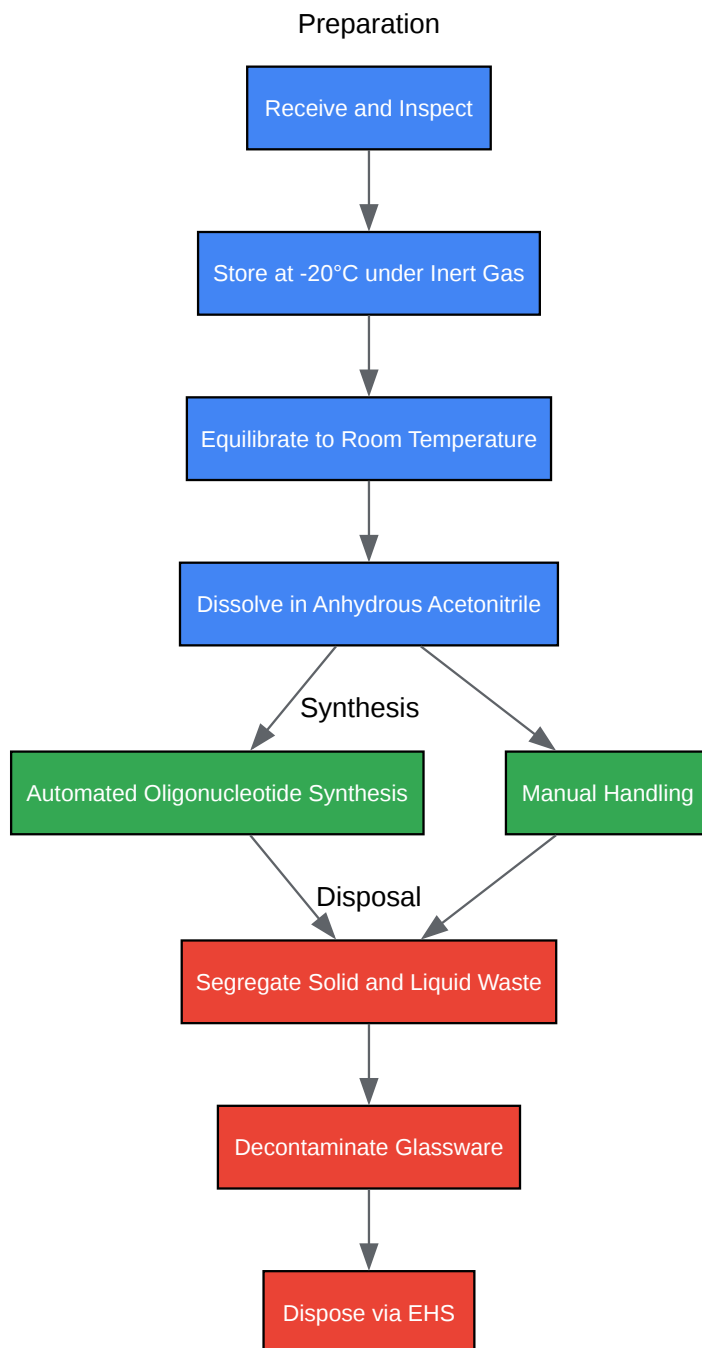 Preparation
Receive and Inspect
Store at -20°C under Inert Gas
Equilibrate to Room Temperature
Dissolve in Anhydrous Acetonitrile
Synthesis
Automated Oligonucleotide Synthesis
Manual Handling
Disposal
Segregate Solid and Liquid Waste
Decontaminate Glassware
Dispose via EHS